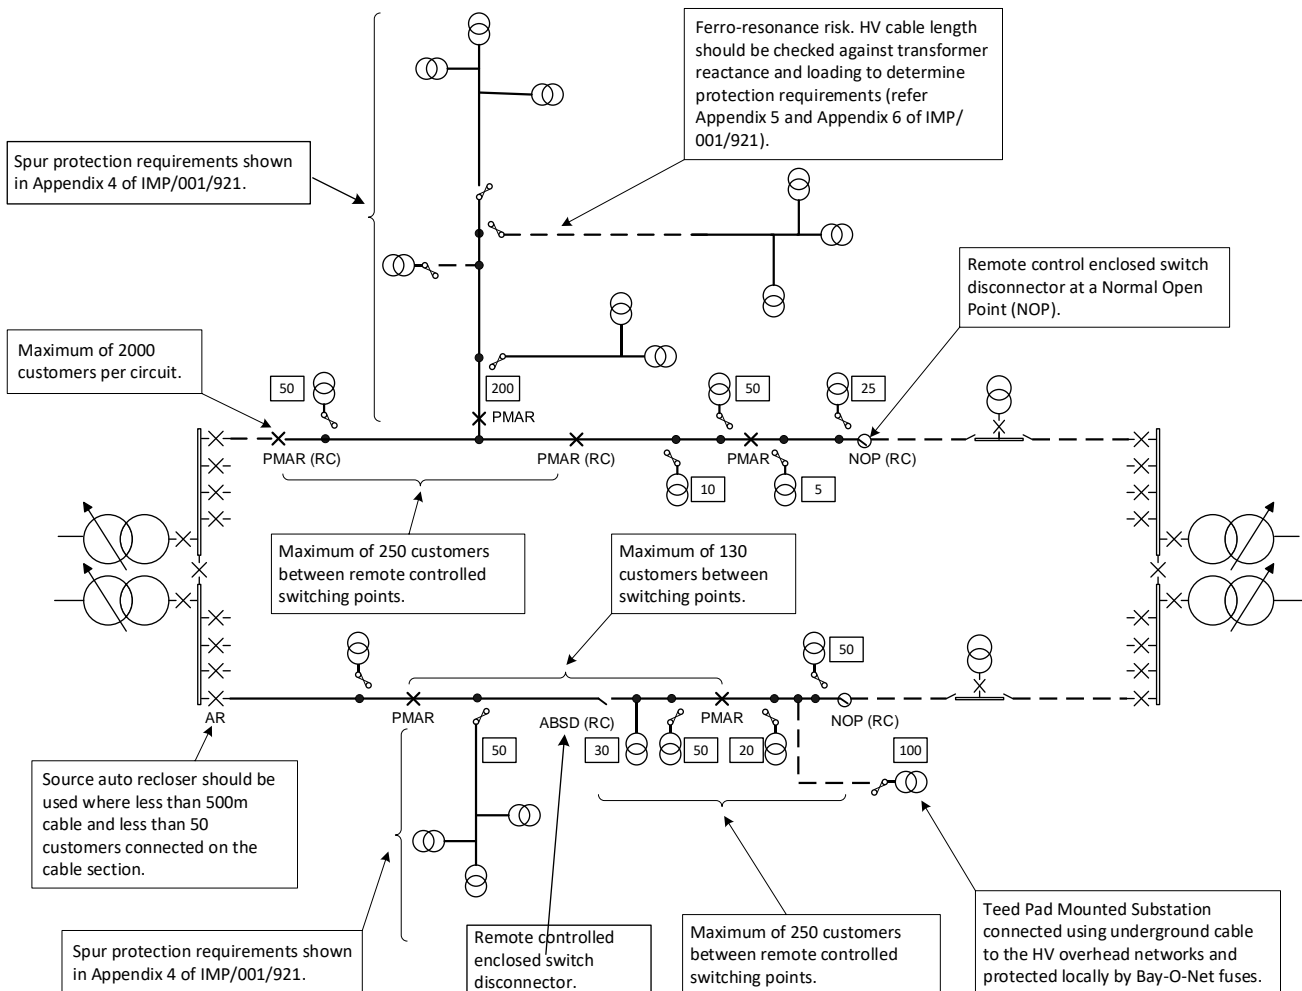 Ferro-resonance risk. HV cable length
should be checked against transformer
reactance and loading to determine
protection requirements (refer
Appendix 5 and Appendix 6 of IMP/
001/921).
Spur protection requirements shown
in Appendix 4 of IMP/001/921.
Remote control enclosed switch
disconnector at a Normal Open
Point (NOP).
Maximum of 2000
customers per circuit.
50
200
50
25
PMAR
PMAR (RC)
PMAR (RC)
PMAR
NOP (RC)
10
5
Maximum of 250 customers
between remote controlled
switching points.
Maximum of 130
customers between
switching points.
50
AR
PMAR
ABSD (RC)
PMAR
NOP (RC)
50
30
50
20
100
Source auto recloser should be
used where less than 500m
cable and less than 50
customers connected on the
cable section.
Spur protection requirements shown
in Appendix 4 of IMP/001/921.
Remote controlled
enclosed switch
disconnector.
Maximum of 250 customers
between remote controlled
switching points.
Teed Pad Mounted Substation
connected using underground cable
to the HV overhead networks and
protected locally by Bay-O-Net fuses.